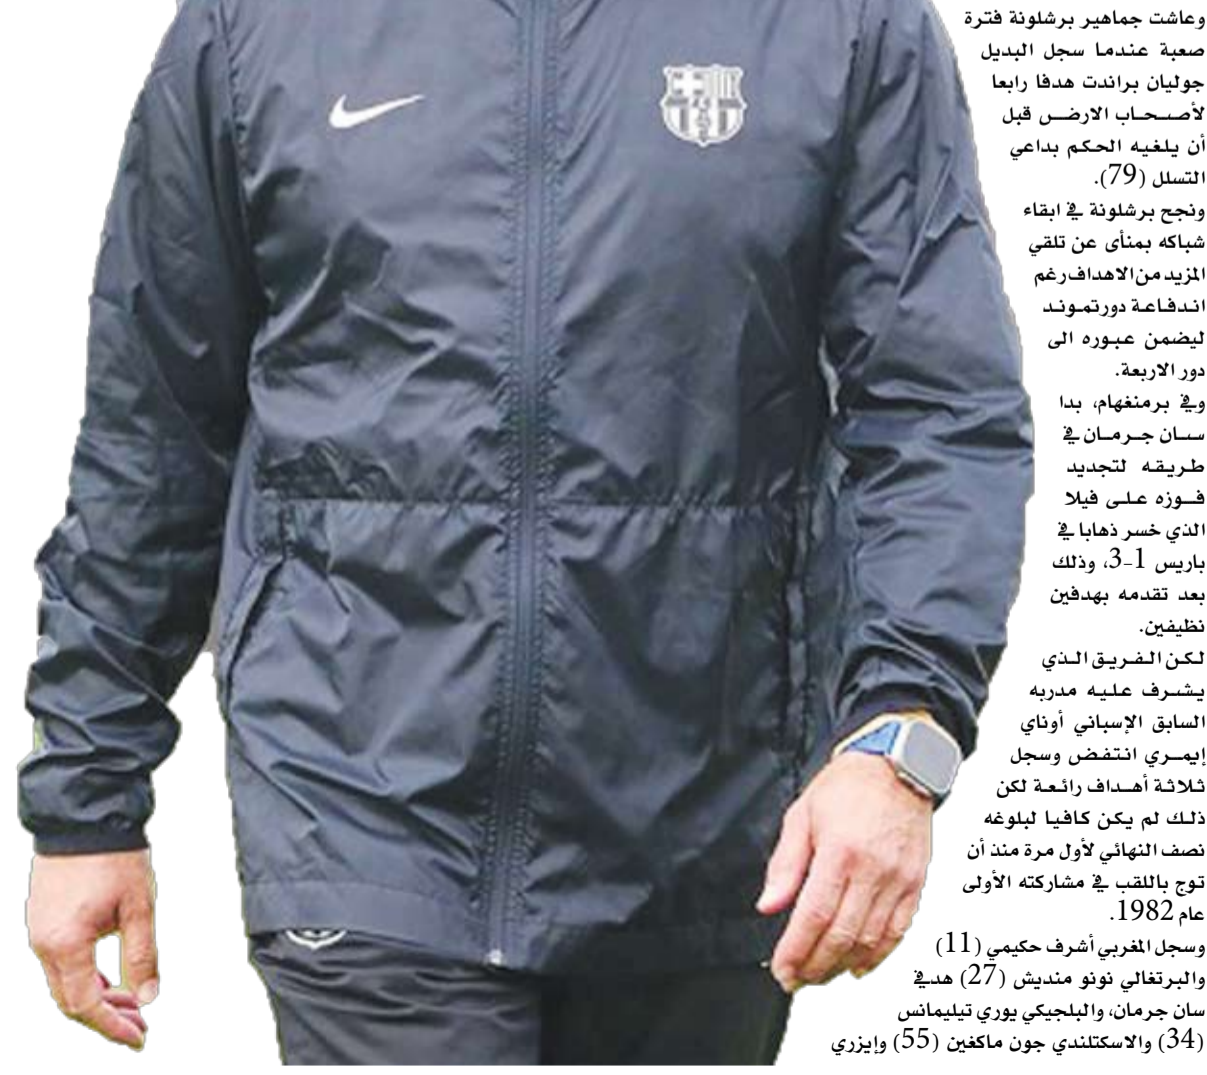 وعاشت جماهير برشلونة فترة
صعبة عندما سجل البديل
جوليان براندت هدفا رابعا
لأصحاب الارض قبل
أن يلغيه الحكم بداعي
التسلل (79).
ونجح برشلونة في ابقاء
شباكه بمنأى عن تلقي
المزيد من الاهداف رغم
اندفاعة دورتموند
ليضمن عبوره الى
دور الاربعة.
وفي برمنغهام، بدا
سان جرمان في
طريقه لتجديد
فوزه على فيلا
الذي خسر ذهابا في
باريس 1-3، وذلك
بعد تقدمه بهدفين
نظيفين.
لكن الفريق الذي
يشرف عليه مدربه
السابق الإسباني أوناي
إيمري انتفض وسجل
ثلاثة أهداف رائعة لكن
ذلك لم يكن كافيا لبلوغه
نصف النهائي لأول مرة منذ أن
توج باللقب في مشاركته الأولى
عام 1982.
وسجل المغربي أشرف حكيمي (11)
والبرتغالي نونو منديش (27) هدفي
سان جرمان، والبلجيكي يوري تيليمانس
(34) والاسكتلندي جون ماكغين (55) وإيزري